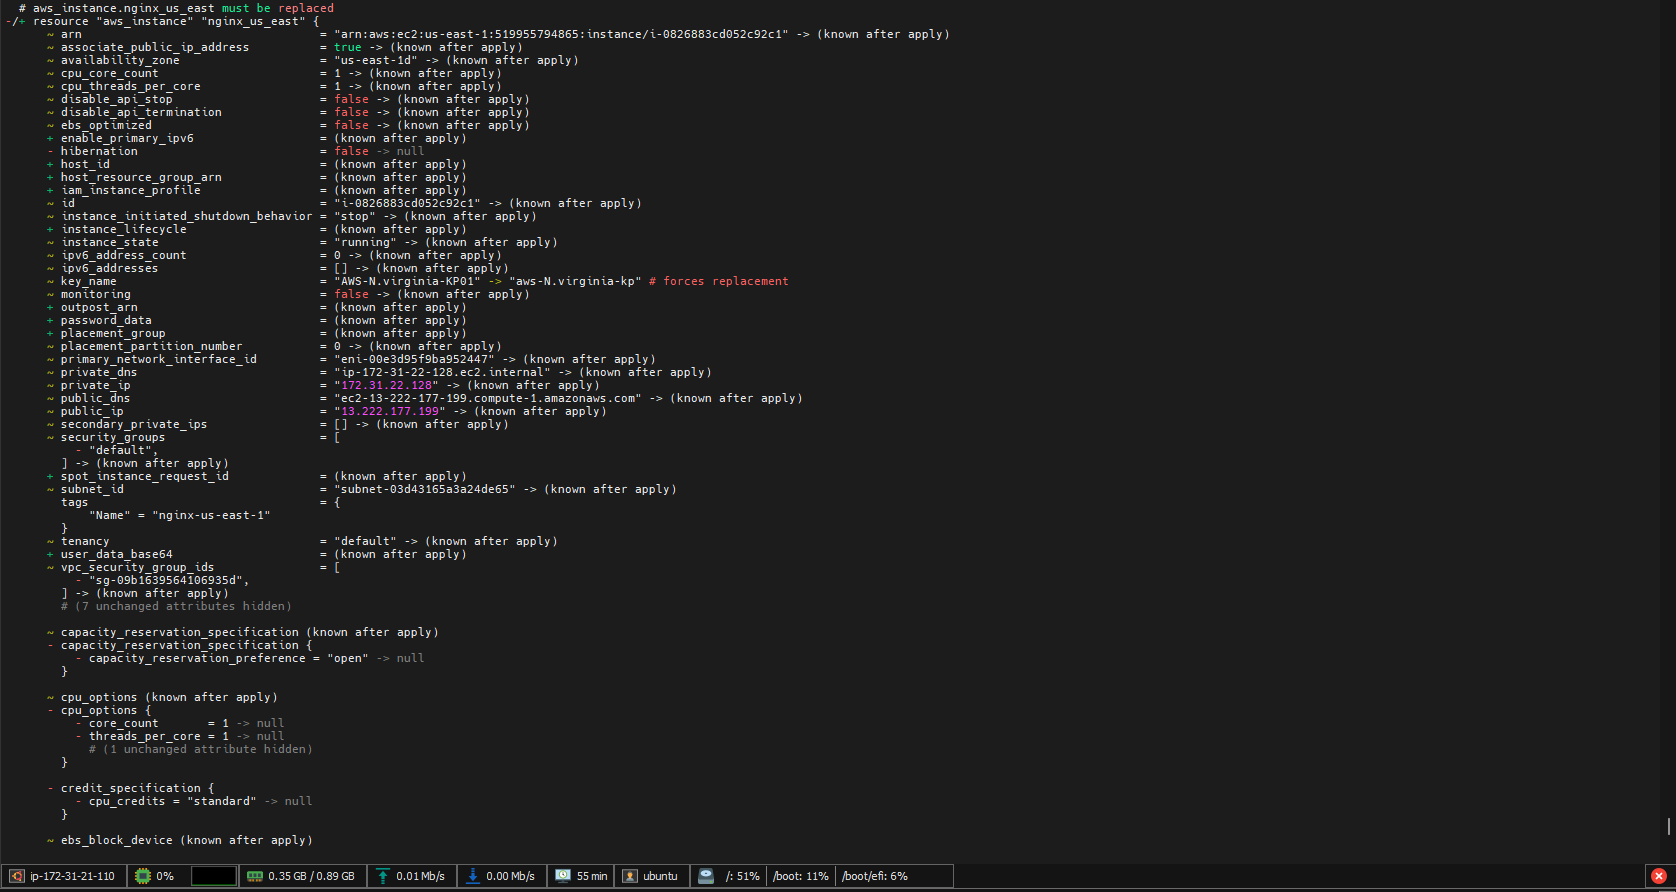 # aws_instance.nginx_us_east must be replaced
-/+ resource "aws_instance" "nginx_us_east" {
~ arn = "arn:aws:ec2:us-east-1:519955794865:instance/i-0826883cd052c92c1" -> (known after apply)
~ associate_public_ip_address = true -> (known after apply)
~ availability_zone = "us-east-1d" -> (known after apply)
~ cpu_core_count = 1 -> (known after apply)
~ cpu_threads_per_core = 1 -> (known after apply)
~ disable_api_stop = false -> (known after apply)
~ disable_api_termination = false -> (known after apply)
~ ebs_optimized = false -> (known after apply)
+ enable_primary_ipv6 = (known after apply)
- hibernation = false -> null
+ host_id = (known after apply)
+ host_resource_group_arn = (known after apply)
+ iam_instance_profile = (known after apply)
~ id = "i-0826883cd052c92c1" -> (known after apply)
~ instance_initiated_shutdown_behavior = "stop" -> (known after apply)
+ instance_lifecycle = (known after apply)
~ instance_state = "running" -> (known after apply)
~ ipv6_address_count = 0 -> (known after apply)
~ ipv6_addresses = [] -> (known after apply)
~ key_name = "AWS-N.virginia-KP01" -> "aws-N.virginia-kp" # forces replacement
~ monitoring = false -> (known after apply)
+ outpost_arn = (known after apply)
+ password_data = (known after apply)
+ placement_group = (known after apply)
~ placement_partition_number = 0 -> (known after apply)
~ primary_network_interface_id = "eni-00e3d95f9ba952447" -> (known after apply)
~ private_dns = "ip-172-31-22-128.ec2.internal" -> (known after apply)
~ private_ip = "172.31.22.128" -> (known after apply)
~ public_dns = "ec2-13-222-177-199.compute-1.amazonaws.com" -> (known after apply)
~ public_ip = "13.222.177.199" -> (known after apply)
~ secondary_private_ips = [] -> (known after apply)
~ security_groups = [
- "default",
] -> (known after apply)
+ spot_instance_request_id = (known after apply)
~ subnet_id = "subnet-03d43165a3a24de65" -> (known after apply)
tags = {
"Name" = "nginx-us-east-1"
}
~ tenancy = "default" -> (known after apply)
+ user_data_base64 = (known after apply)
~ vpc_security_group_ids = [
- "sg-09b1639564106935d",
] -> (known after apply)
# (7 unchanged attributes hidden)
~ capacity_reservation_specification (known after apply)
- capacity_reservation_specification {
- capacity_reservation_preference = "open" -> null
}
~ cpu_options (known after apply)
- cpu_options {
- core_count = 1 -> null
- threads_per_core = 1 -> null
# (1 unchanged attribute hidden)
}
- credit_specification {
- cpu_credits = "standard" -> null
}
~ ebs_block_device (known after apply)
ip-172-31-21-110 0% 0.35 GB / 0.89 GB 0.01 Mb/s 0.00 Mb/s 55 min ubuntu /: 51% /boot: 11% /boot/efi: 6%